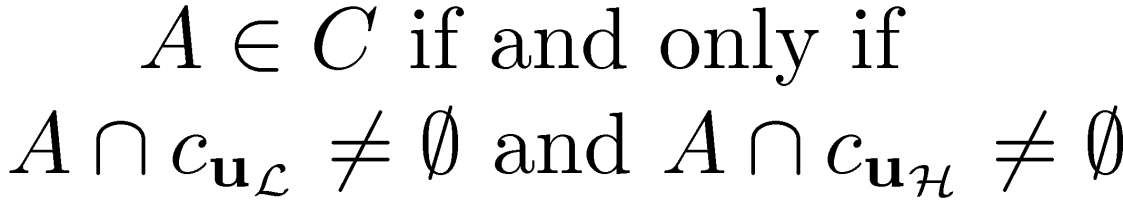 A ∈ C if and only if
A ∩ c_{𝐮_ℒ} ≠ ∅ and A ∩ c_{𝐮_ℋ} ≠ ∅